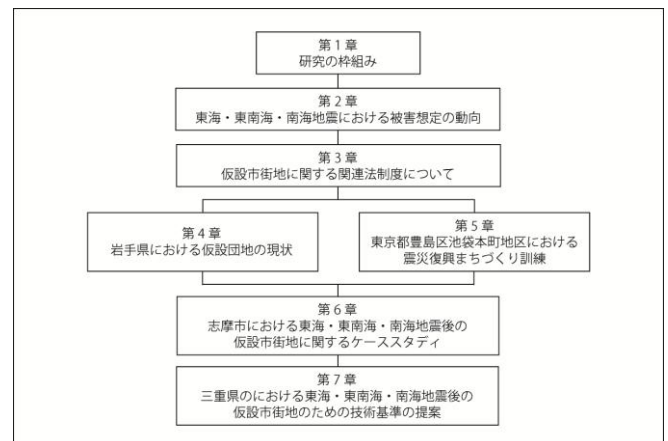 第1章
研究の枠組み
第2章
東海・東南海・南海地震における被害想定の動向
第3章
仮設市街地に関する関連法制度について
第4章
岩手県における仮設団地の現状
第5章
東京都豊島区池袋本町地区における
震災復興まちづくり訓練
第6章
志摩市における東海・東南海・南海地震後の
仮設市街地に関するケーススタディ
第7章
三重県のにおける東海・東南海・南海地震後の
仮設市街地のための技術基準の提案